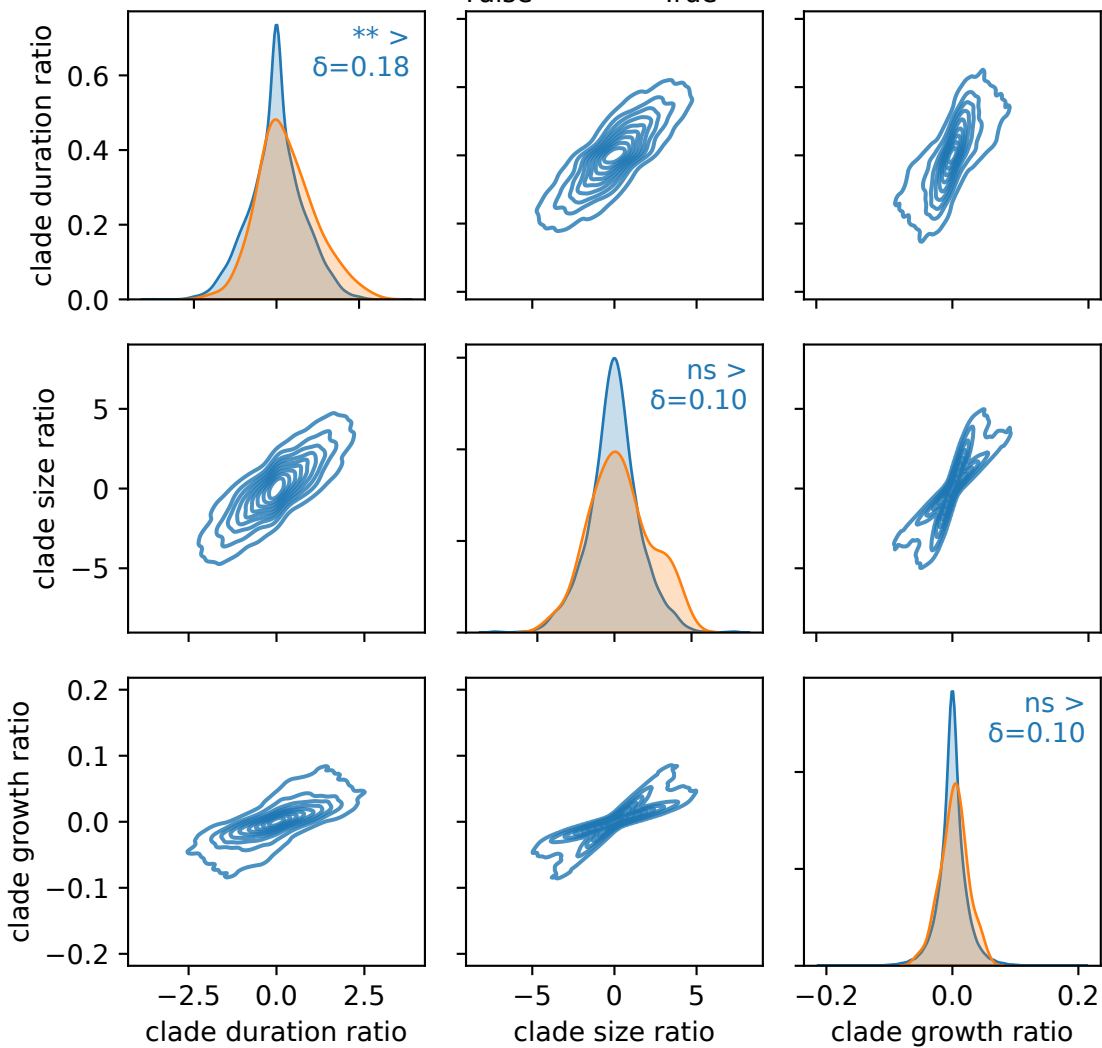 False True
clade duration ratio
0.6
0.4
0.2
0.0
** >
δ=0.18
clade size ratio
5
0
−5
ns >
δ=0.10
clade growth ratio
0.2
0.1
0.0
−0.1
−0.2
ns >
δ=0.10
−2.5 0.0 2.5
−5 0 5
−0.2 0.0 0.2
clade duration ratio
clade size ratio
clade growth ratio